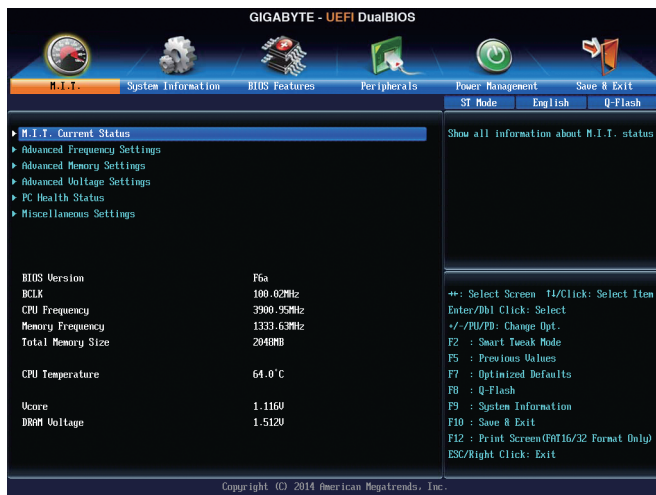 GIGABYTE - UEFI DualBIOS
M.I.T.
System Information
BIOS Features
Peripherals
Power Management
Save & Exit
ST Mode
English
Q-Flash
M.I.T. Current Status
Advanced Frequency Settings
Advanced Memory Settings
Advanced Voltage Settings
PC Health Status
Miscellaneous Settings
Show all information about M.I.T. status
BIOS Version F6a
BCLK 100.02MHz
CPU Frequency 3900.95MHz
Memory Frequency 1333.63MHz
Total Memory Size 2048MB
CPU Temperature 64.0°C
Vcore 1.116V
DRAM Voltage 1.512V
→←: Select Screen ↑↓/Click: Select Item
Enter/Dbl Click: Select
+/-/PU/PD: Change Opt.
F2 : Smart Tweak Mode
F5 : Previous Values
F7 : Optimized Defaults
F8 : Q-Flash
F9 : System Information
F10 : Save & Exit
F12 : Print Screen(FAT16/32 Format Only)
ESC/Right Click: Exit
Copyright (C) 2014 American Megatrends, Inc.